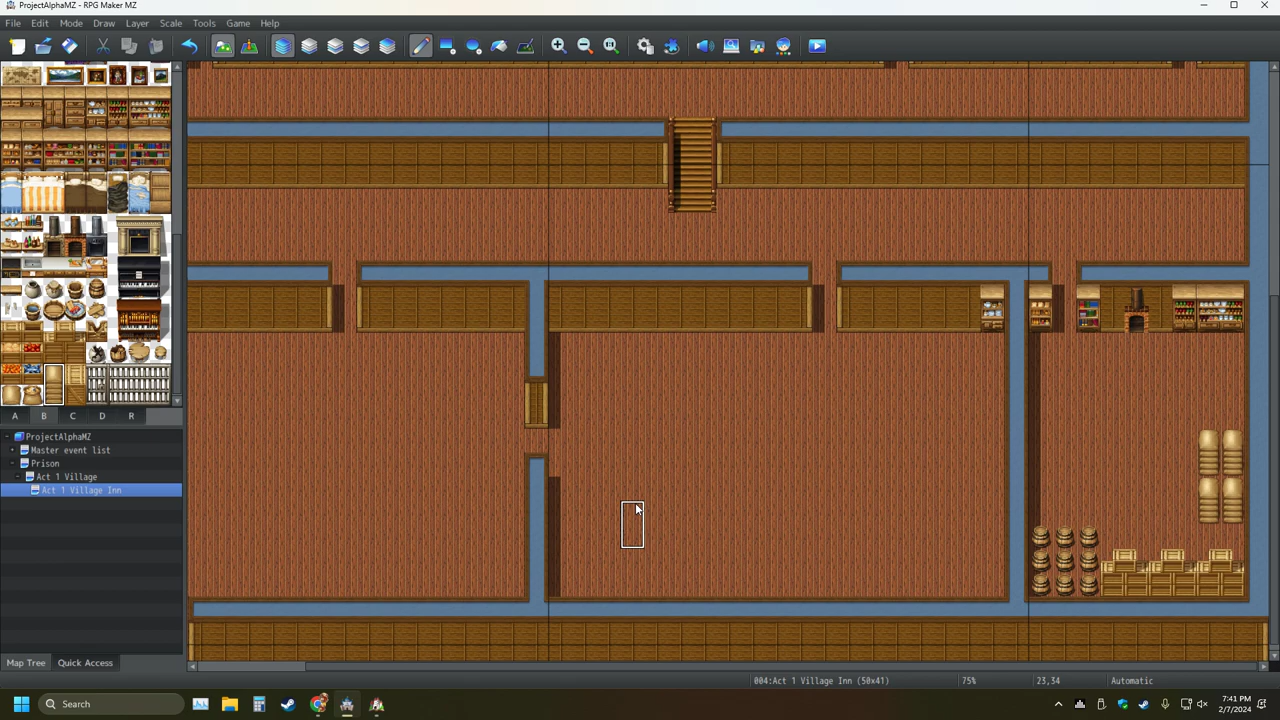 ProjectAlphaMZ - RPG Maker MZ
File Edit Mode Draw Layer Scale Tools Game Help
A B C D R
ProjectAlphaMZ
Master event list
Prison
Act 1 Village
Act 1 Village Inn
Map Tree Quick Access
004:Act 1 Village Inn (50x41) 75% 23,34 Automatic
Search
7:41 PM
2/7/2024